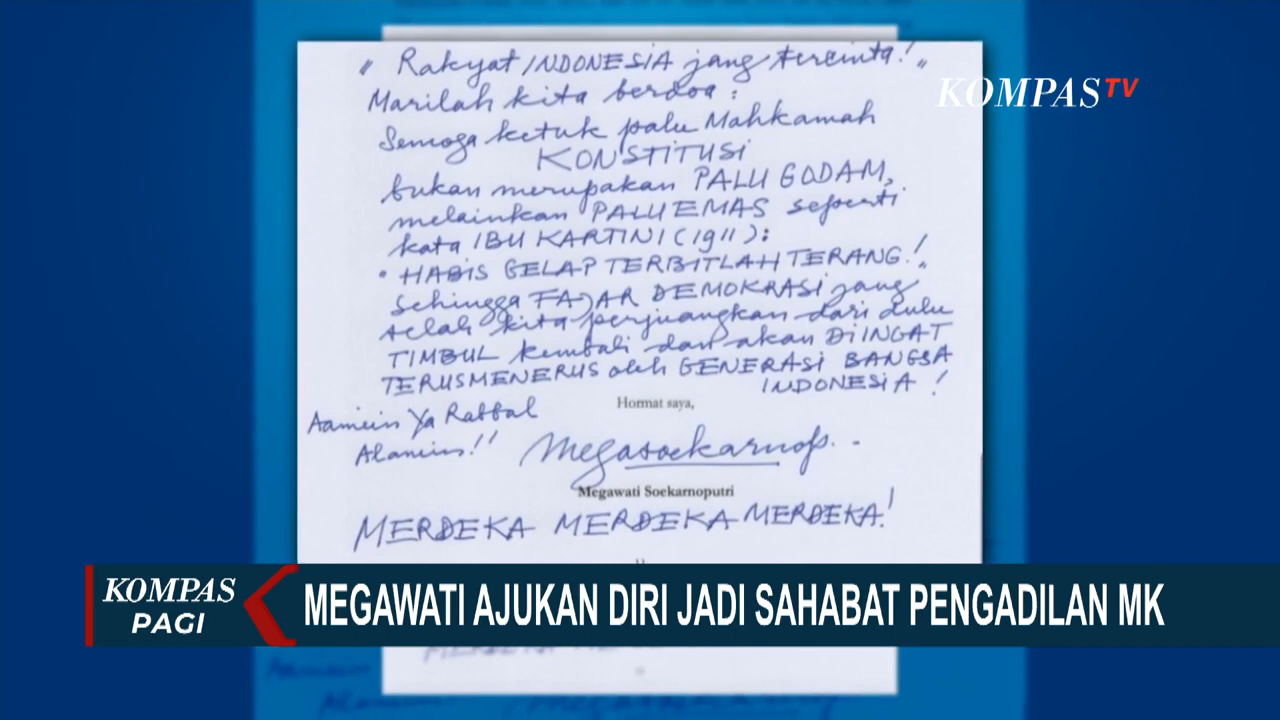 KOMPASTV
" Rakyat INDONESIA jang tercinta! "
Marilah kita berdoa :
Semoga ketuk palu Mahkamah
KONSTITUSI
bukan merupakan PALU GODAM,
melainkan PALU EMAS seperti
kata IBU KARTINI (1911) :
" HABIS GELAP TERBITLAH TERANG! "
Sehingga FAJAR DEMOKRASI jang
telah kita perjuangkan dari dulu
TIMBUL kembali dan akan DIINGAT
TERUSMENERUS oleh GENERASI BANGSA
INDONESIA !
Hormat saya,
Aamiin Ya Rabbal
Alamin!!
Megasoekarnop.
Megawati Soekarnoputri
MERDEKA MERDEKA MERDEKA!
11
KOMPAS
PAGI
MEGAWATI AJUKAN DIRI JADI SAHABAT PENGADILAN MK